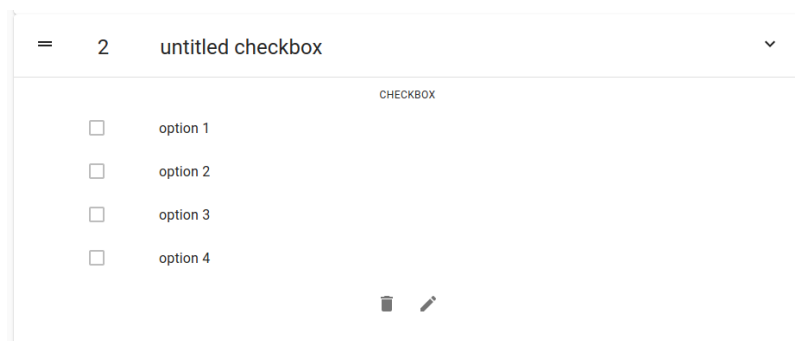 2 untitled checkbox
CHECKBOX
option 1
option 2
option 3
option 4